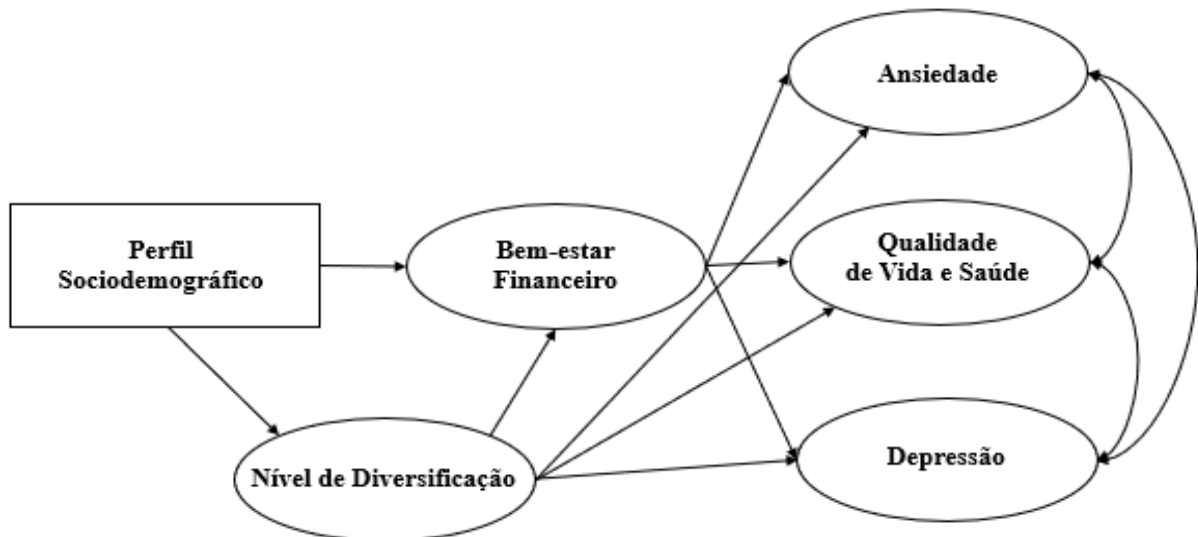 Ansiedade
Perfil
Sociodemográfico
Bem-estar
Financeiro
Qualidade
de Vida e Saúde
Nível de Diversificação
Depressão